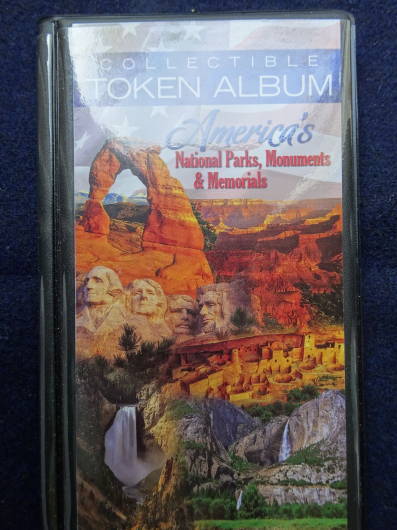 COLLECTIBLE
TOKEN ALBUM
America's
National Parks, Monuments
& Memorials